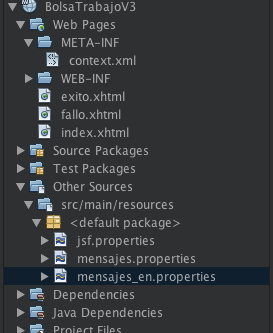 BolsaTrabajoV3
Web Pages
META-INF
context.xml
WEB-INF
exito.xhtml
fallo.xhtml
index.xhtml
Source Packages
Test Packages
Other Sources
src/main/resources
<default package>
jsf.properties
mensajes.properties
mensajes_en.properties
Dependencies
Java Dependencies
Project Files